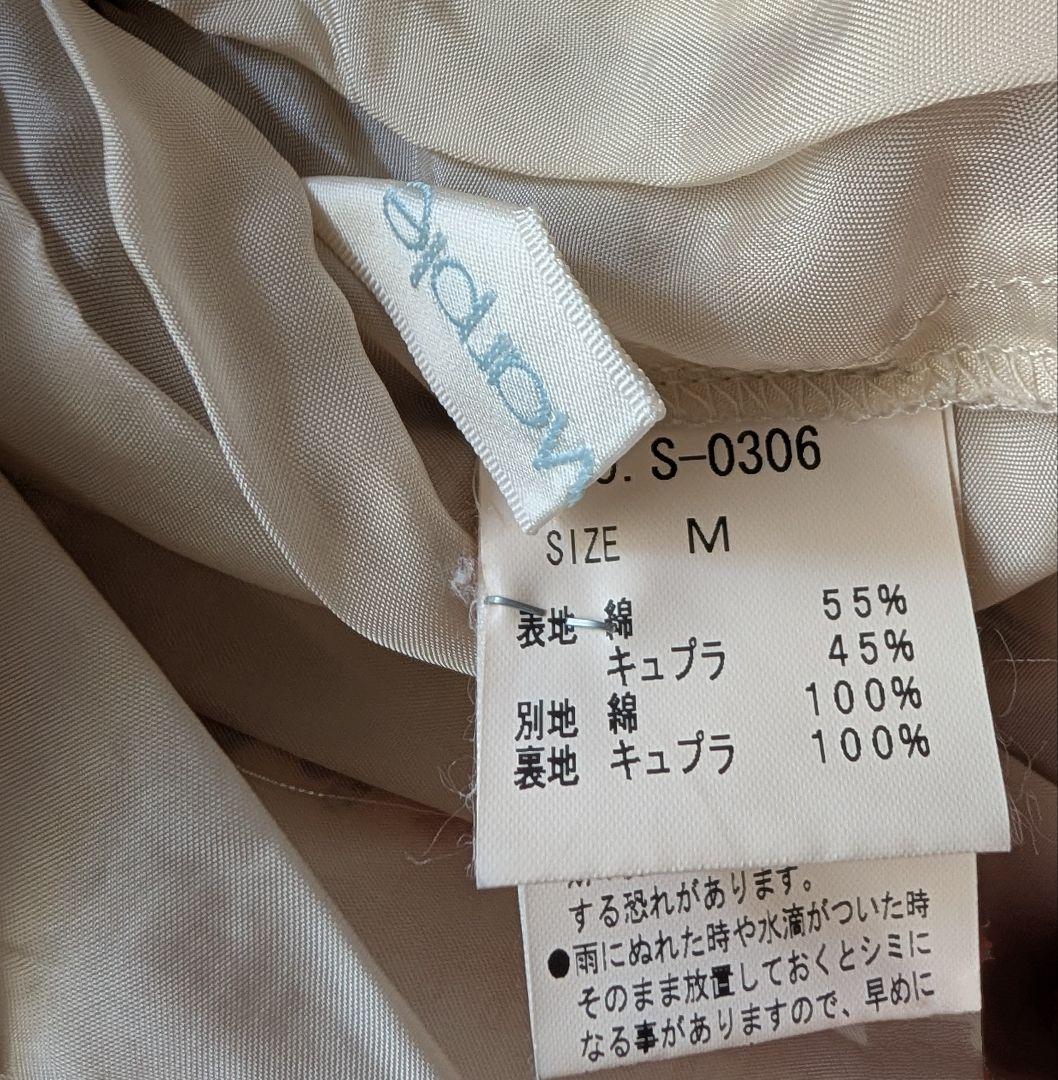 S-0306
SIZE M
表地 綿 55%
キュプラ 45%
別地 綿 100%
裏地 キュプラ 100%
する恐れがあります。
●雨にぬれた時や水滴がついた時
そのまま放置しておくとシミに
なる事がありますので、早めに